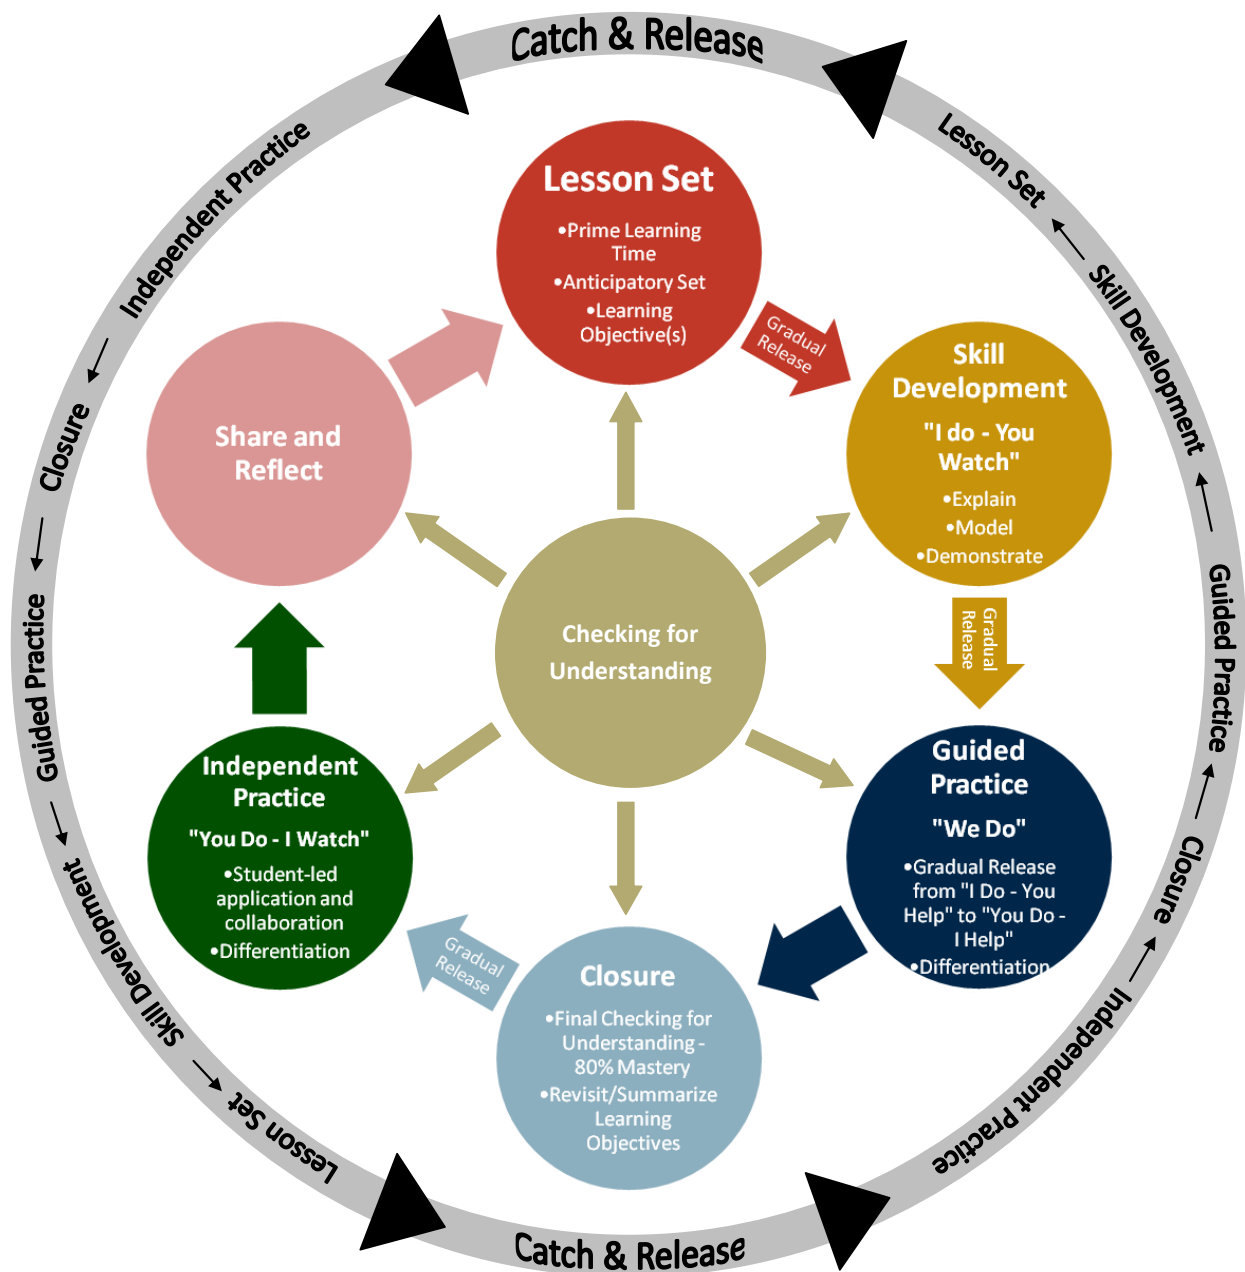 Catch & Release
Lesson Set
•Prime Learning
Time
•Anticipatory Set
•Learning
Objective(s)
Gradual
Release
Skill
Development
"I do - You
Watch"
•Explain
•Model
•Demonstrate
Gradual
Release
Guided
Practice
"We Do"
•Gradual Release
from "I Do - You
Help" to "You Do -
I Help"
•Differentiation
Closure
•Final Checking for
Understanding -
80% Mastery
•Revisit/Summarize
Learning
Objectives
Gradual
Release
Independent
Practice
"You Do - I Watch"
•Student-led
application and
collaboration
•Differentiation
Share and
Reflect
Checking for
Understanding
Lesson Set
Skill Development
Guided Practice
Closure
Independent Practice
Catch & Release
Independent Practice
Closure
Guided Practice
Skill Development
Lesson Set